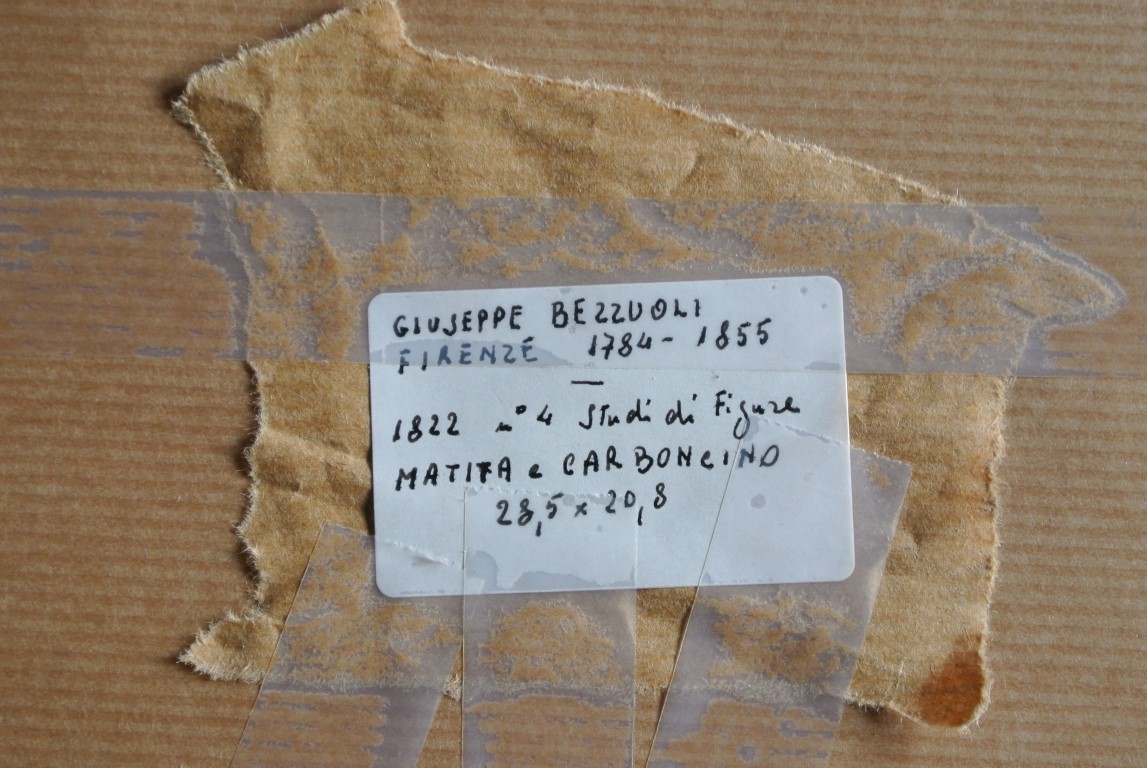 GIUSEPPE BEZZUOLI
FIRENZE 1784 - 1855
—
1822 n° 4 Studi di Figure
MATITA e CARBONCINO
28,5 x 20,8